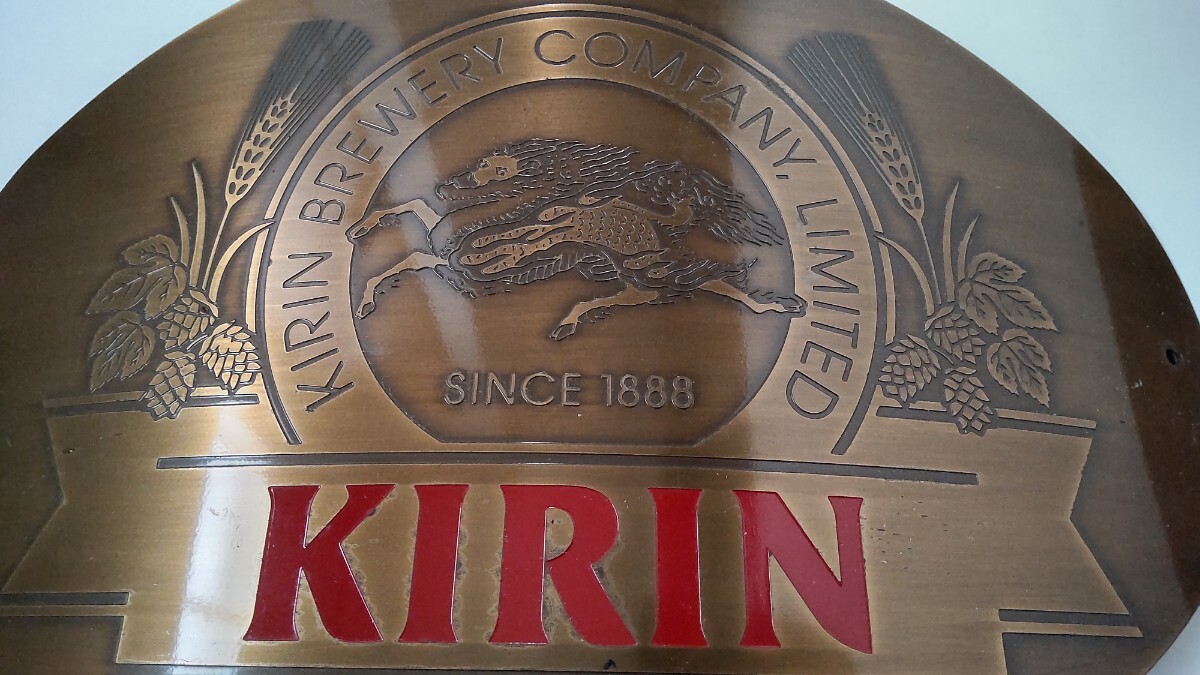 KIRIN BREWERY COMPANY, LIMITED
SINCE 1888
KIRIN